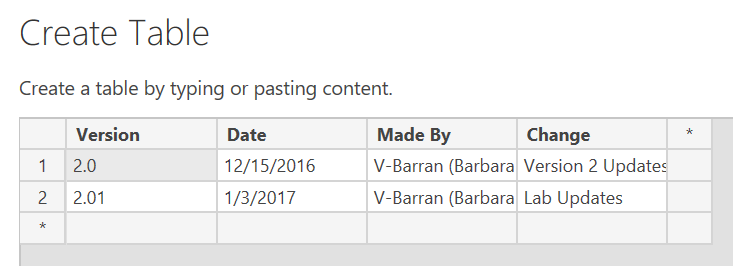 Create Table
Create a table by typing or pasting content.
Version Date Made By Change *
1 2.0 12/15/2016 V-Barran (Barbara Version 2 Updates
2 2.01 1/3/2017 V-Barran (Barbara Lab Updates
*